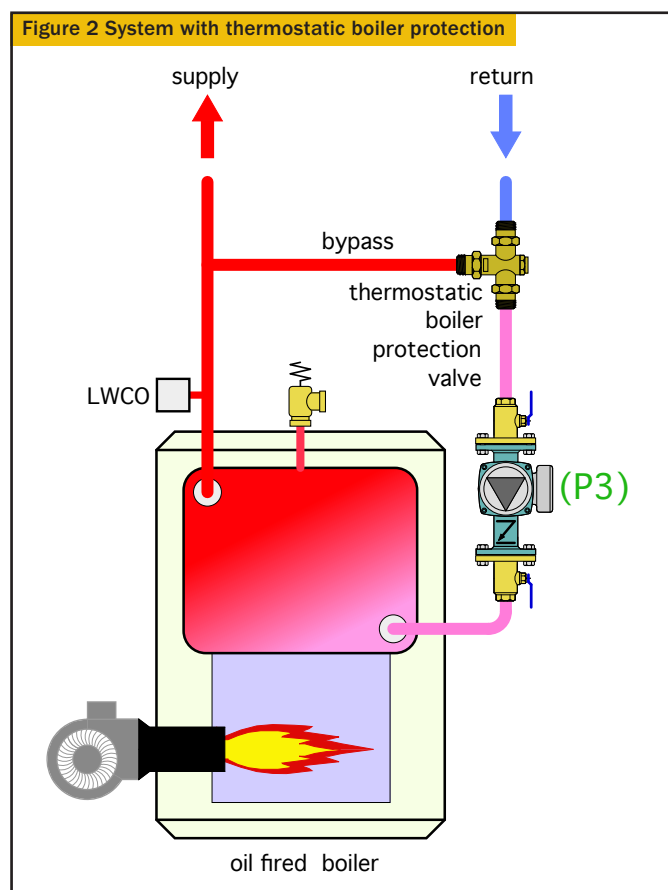 Figure 2 System with thermostatic boiler protection
supply
return
bypass
thermostatic
boiler
protection
valve
LWCO
(P3)
oil fired boiler